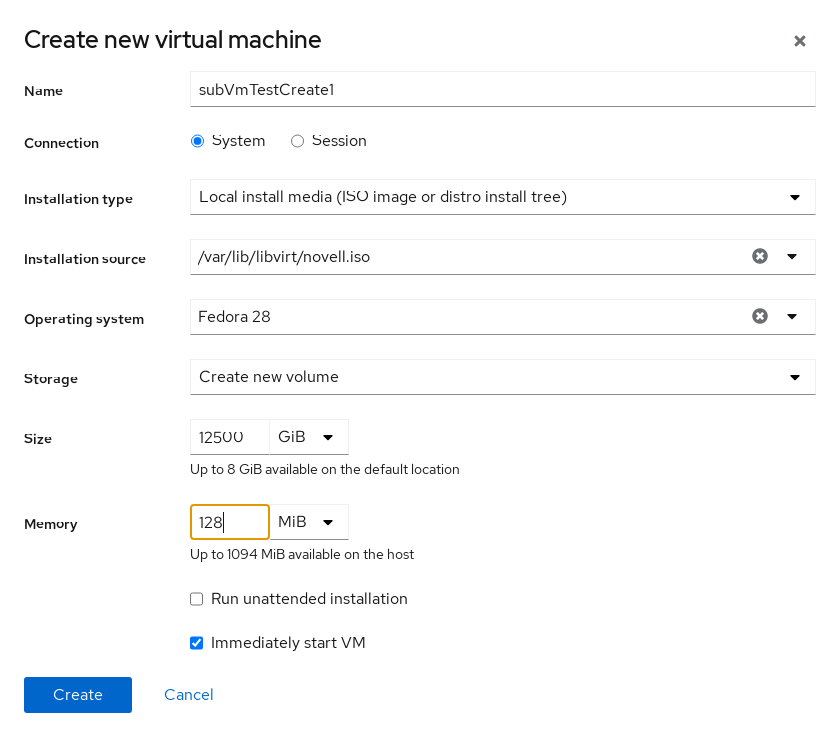 Create new virtual machine
Name
subVmTestCreate1
Connection
System
Session
Installation type
Local install media (ISO image or distro install tree)
Installation source
/var/lib/libvirt/novell.iso
Operating system
Fedora 28
Storage
Create new volume
Size
12500 GiB
Up to 8 GiB available on the default location
Memory
128 MiB
Up to 1094 MiB available on the host
Run unattended installation
Immediately start VM
Create
Cancel